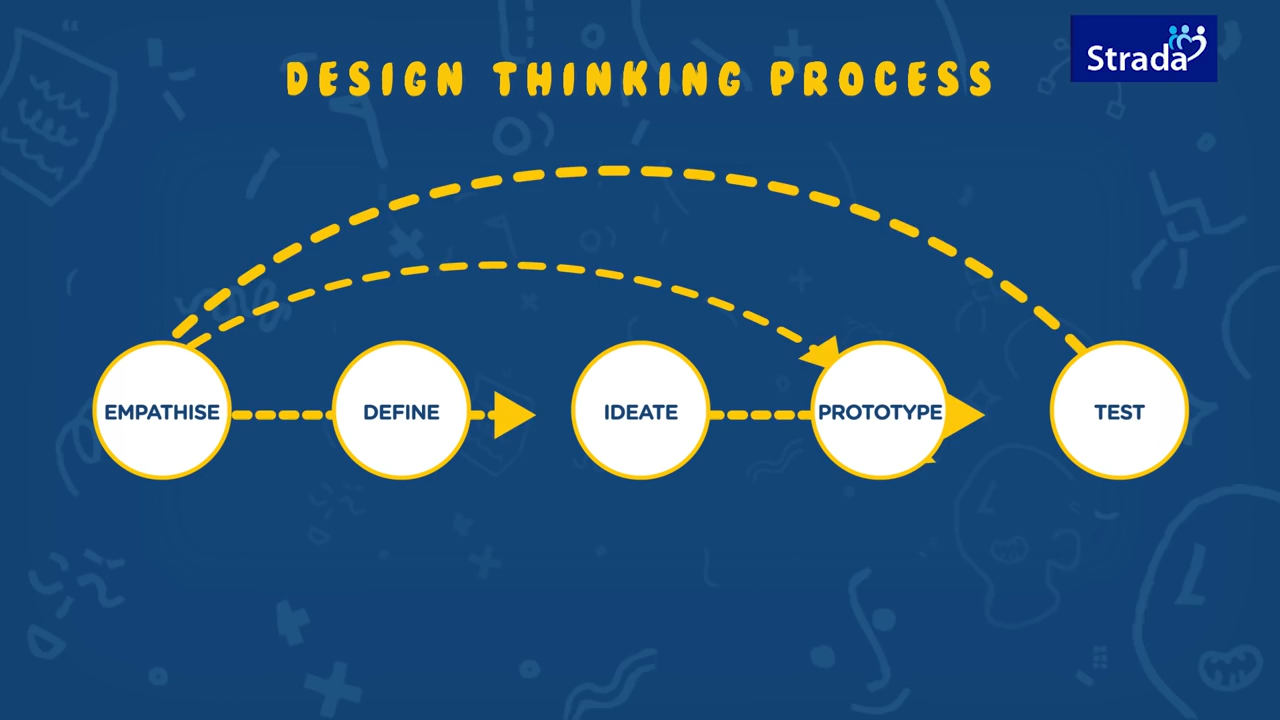 Strada
DESIGN THINKING PROCESS
EMPATHISE
DEFINE
IDEATE
PROTOTYPE
TEST